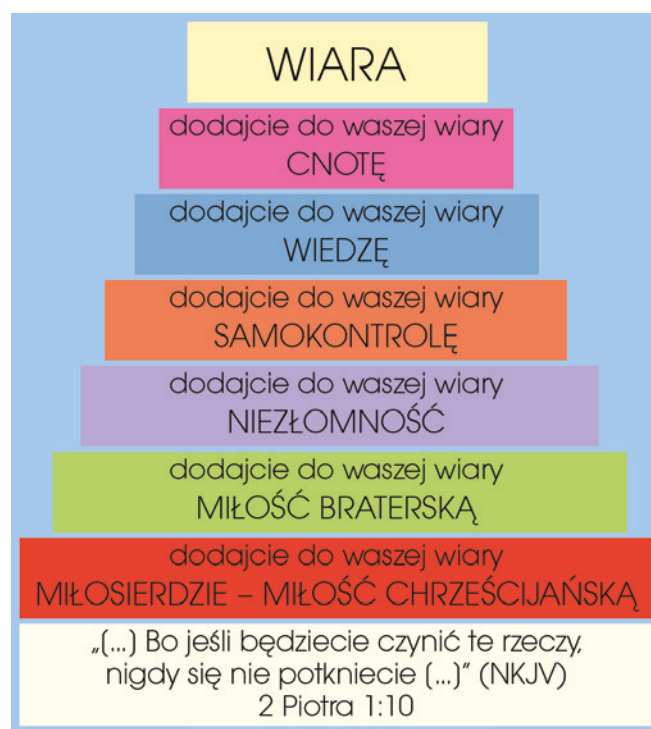 WIARA
dodajcie do waszej wiary
CNOTĘ
dodajcie do waszej wiary
WIEDZĘ
dodajcie do waszej wiary
SAMOKONTROLĘ
dodajcie do waszej wiary
NIEZŁOMNOŚĆ
dodajcie do waszej wiary
MIŁOŚĆ BRATERSKĄ
dodajcie do waszej wiary
MIŁOSIERDZIE – MIŁOŚĆ CHRZEŚCIJAŃSKĄ
„(...) Bo jeśli będziecie czynić te rzeczy,
nigdy się nie potkniecie (...)” (NKJV)
2 Piotra 1:10